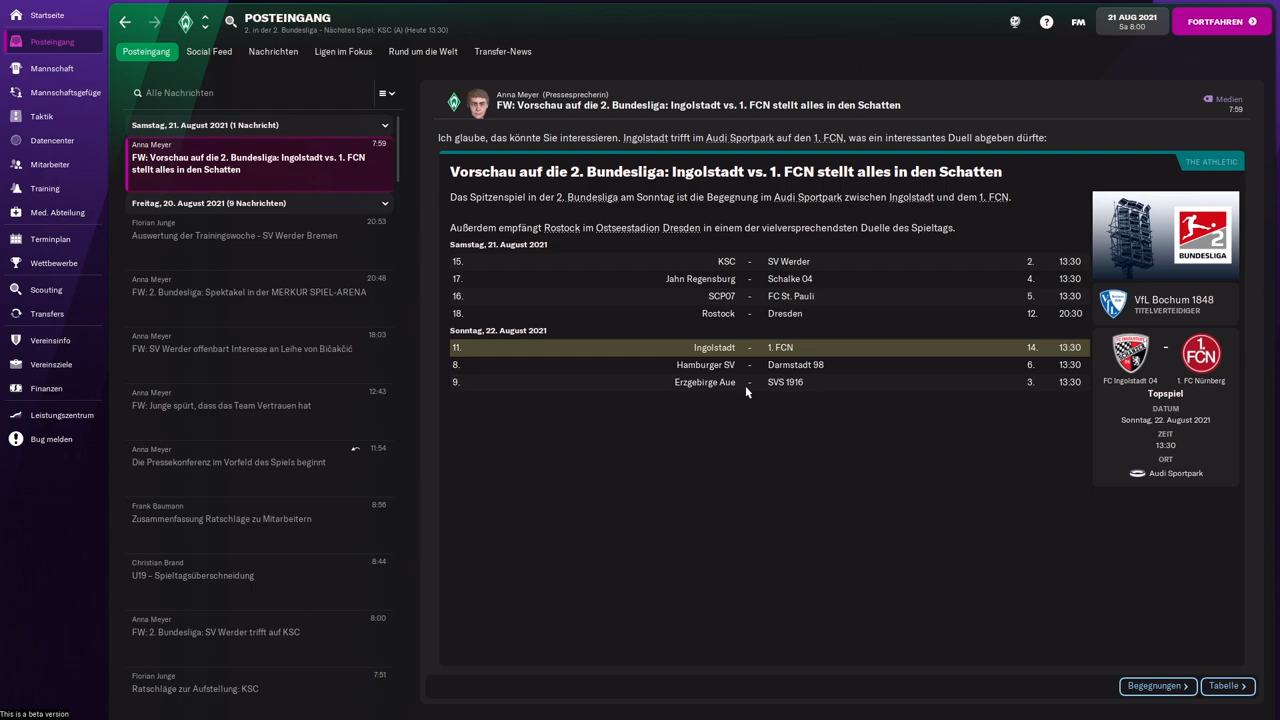 Startseite
Posteingang
Mannschaft
Mannschaftsgefüge
Taktik
Datencenter
Mitarbeiter
Training
Med. Abteilung
Terminplan
Wettbewerbe
Scouting
Transfers
Vereinsinfo
Vereinsziele
Finanzen
Leistungszentrum
Bug melden
This is a beta version
POSTEINGANG
2. in der 2. Bundesliga - Nächstes Spiel: KSC (A) (Heute 13:30)
FM
21 AUG 2021
Sa 8:00
FORTFAHREN
Posteingang Social Feed Nachrichten Ligen im Fokus Rund um die Welt Transfer-News
Alle Nachrichten
Samstag, 21. August 2021 (1 Nachricht)
Anna Meyer 7:59
FW: Vorschau auf die 2. Bundesliga: Ingolstadt vs. 1. FCN
stellt alles in den Schatten
Freitag, 20. August 2021 (9 Nachrichten)
Florian Junge 20:53
Auswertung der Trainingswoche - SV Werder Bremen
Anna Meyer 20:48
FW: 2. Bundesliga: Spektakel in der MERKUR SPIEL-ARENA
Anna Meyer 18:03
FW: SV Werder offenbart Interesse an Leihe von Bičakčić
Anna Meyer 12:43
FW: Junge spürt, dass das Team Vertrauen hat
Anna Meyer 11:54
Die Pressekonferenz im Vorfeld des Spiels beginnt
Frank Baumann 8:56
Zusammenfassung Ratschläge zu Mitarbeitern
Christian Brand 8:44
U19 – Spieltagsüberschneidung
Anna Meyer 8:00
FW: 2. Bundesliga: SV Werder trifft auf KSC
Florian Junge 7:51
Ratschläge zur Aufstellung: KSC
Anna Meyer (Pressesprecherin)
FW: Vorschau auf die 2. Bundesliga: Ingolstadt vs. 1. FCN stellt alles in den Schatten
Medien
7:59
Ich glaube, das könnte Sie interessieren. Ingolstadt trifft im Audi Sportpark auf den 1. FCN, was ein interessantes Duell abgeben dürfte:
THE ATHLETIC
Vorschau auf die 2. Bundesliga: Ingolstadt vs. 1. FCN stellt alles in den Schatten
Das Spitzenspiel in der 2. Bundesliga am Sonntag ist die Begegnung im Audi Sportpark zwischen Ingolstadt und dem 1. FCN.
Außerdem empfängt Rostock im Ostseestadion Dresden in einem der vielversprechendsten Duelle des Spieltags.
Samstag, 21. August 2021
15. KSC - SV Werder 2. 13:30
17. Jahn Regensburg - Schalke 04 4. 13:30
16. SCP07 - FC St. Pauli 5. 13:30
18. Rostock - Dresden 12. 20:30
Sonntag, 22. August 2021
11. Ingolstadt - 1. FCN 14. 13:30
8. Hamburger SV - Darmstadt 98 6. 13:30
9. Erzgebirge Aue - SVS 1916 3. 13:30
2
BUNDESLIGA
VfL Bochum 1848
TITELVERTEIDIGER
1.
FCN
-
FC Ingolstadt 04 1. FC Nürnberg
Topspiel
DATUM
Sonntag, 22. August 2021
ZEIT
13:30
ORT
Audi Sportpark
Begegnungen Tabelle